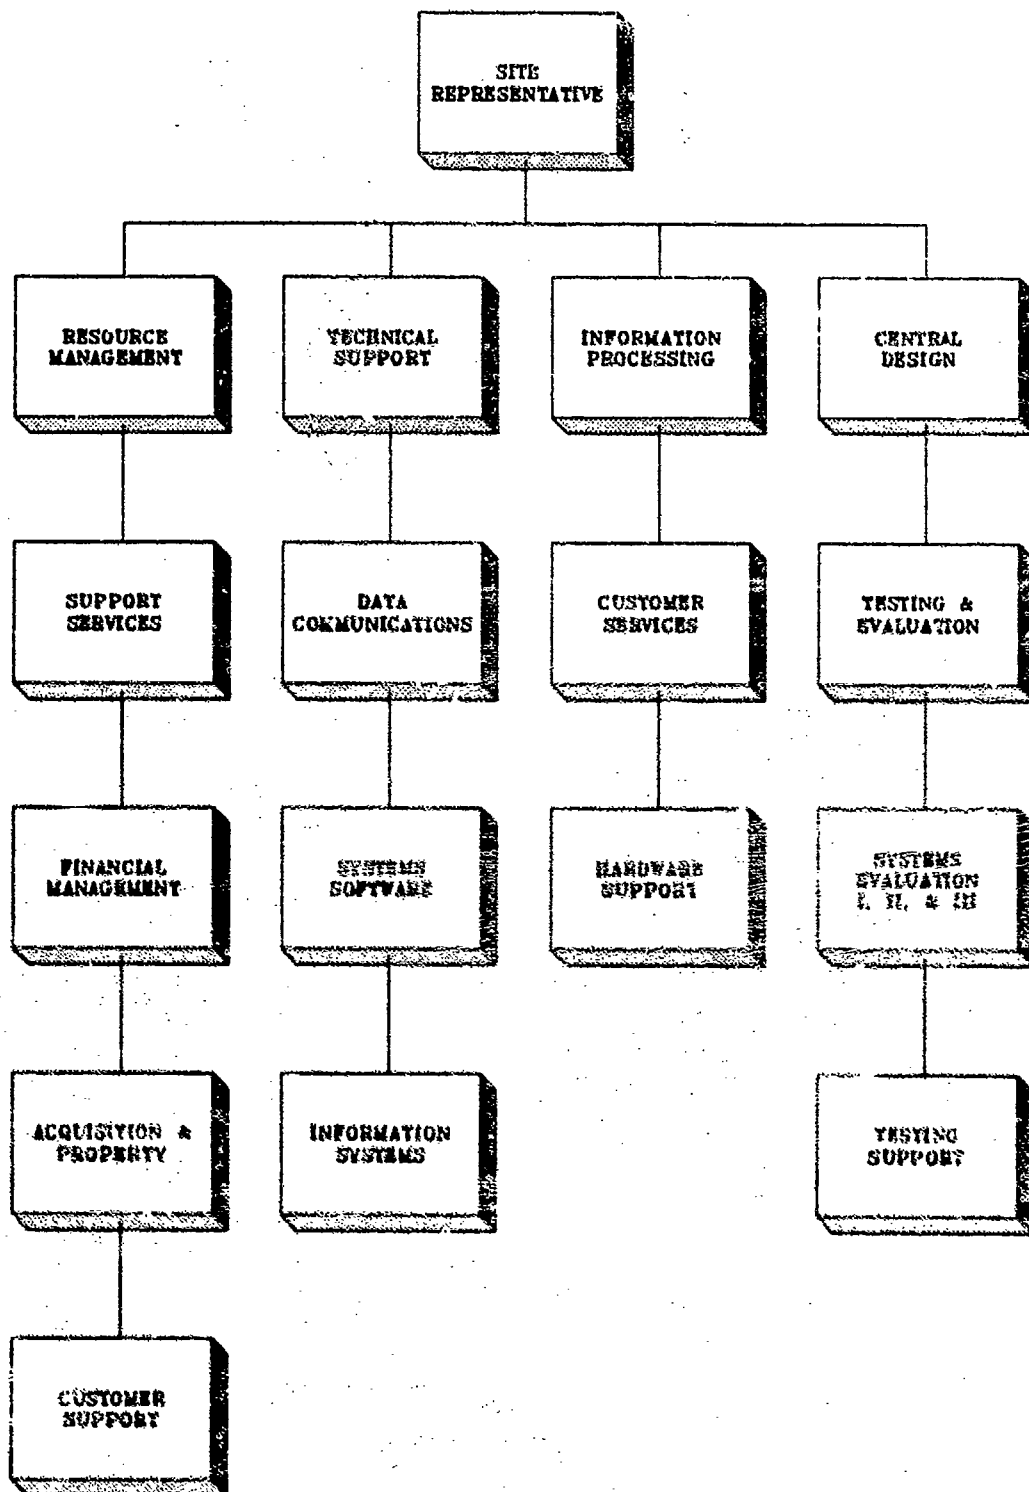 SITE
REPRESENTATIVE
RESOURCE
MANAGEMENT
TECHNICAL
SUPPORT
INFORMATION
PROCESSING
CENTRAL
DESIGN
SUPPORT
SERVICES
DATA
COMMUNICATIONS
CUSTOMER
SERVICES
TESTING &
EVALUATION
FINANCIAL
MANAGEMENT
SYSTEMS
SOFTWARE
HARDWARE
SUPPORT
SYSTEMS
EVALUATION
I, II, & III
ACQUISITION &
PROPERTY
INFORMATION
SYSTEMS
TESTING
SUPPORT
CUSTOMER
SUPPORT